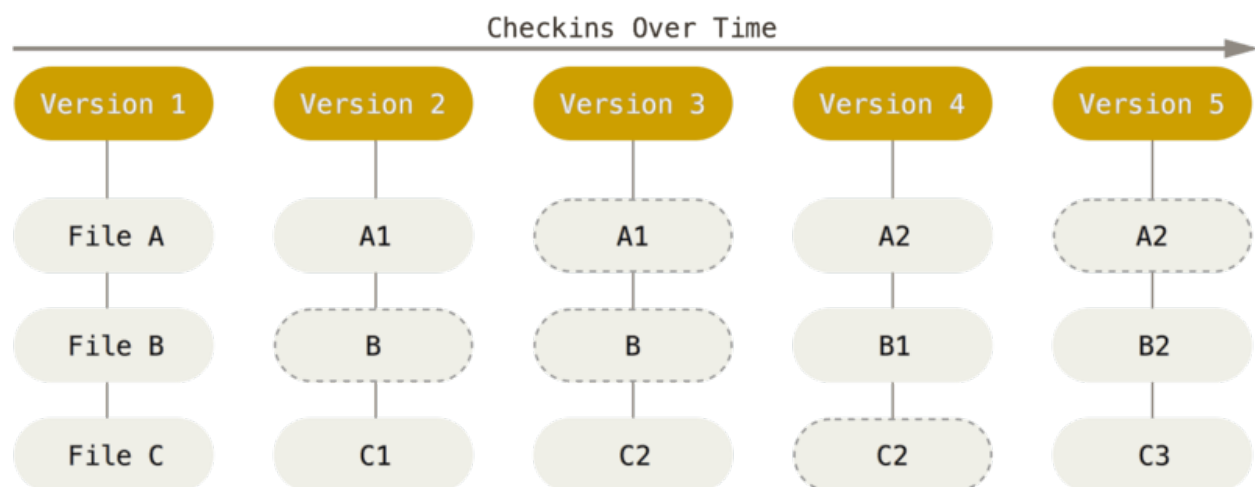 Checkins Over Time
Version 1 Version 2 Version 3 Version 4 Version 5
File A A1 A1 A2 A2
File B B B B1 B2
File C C1 C2 C2 C3